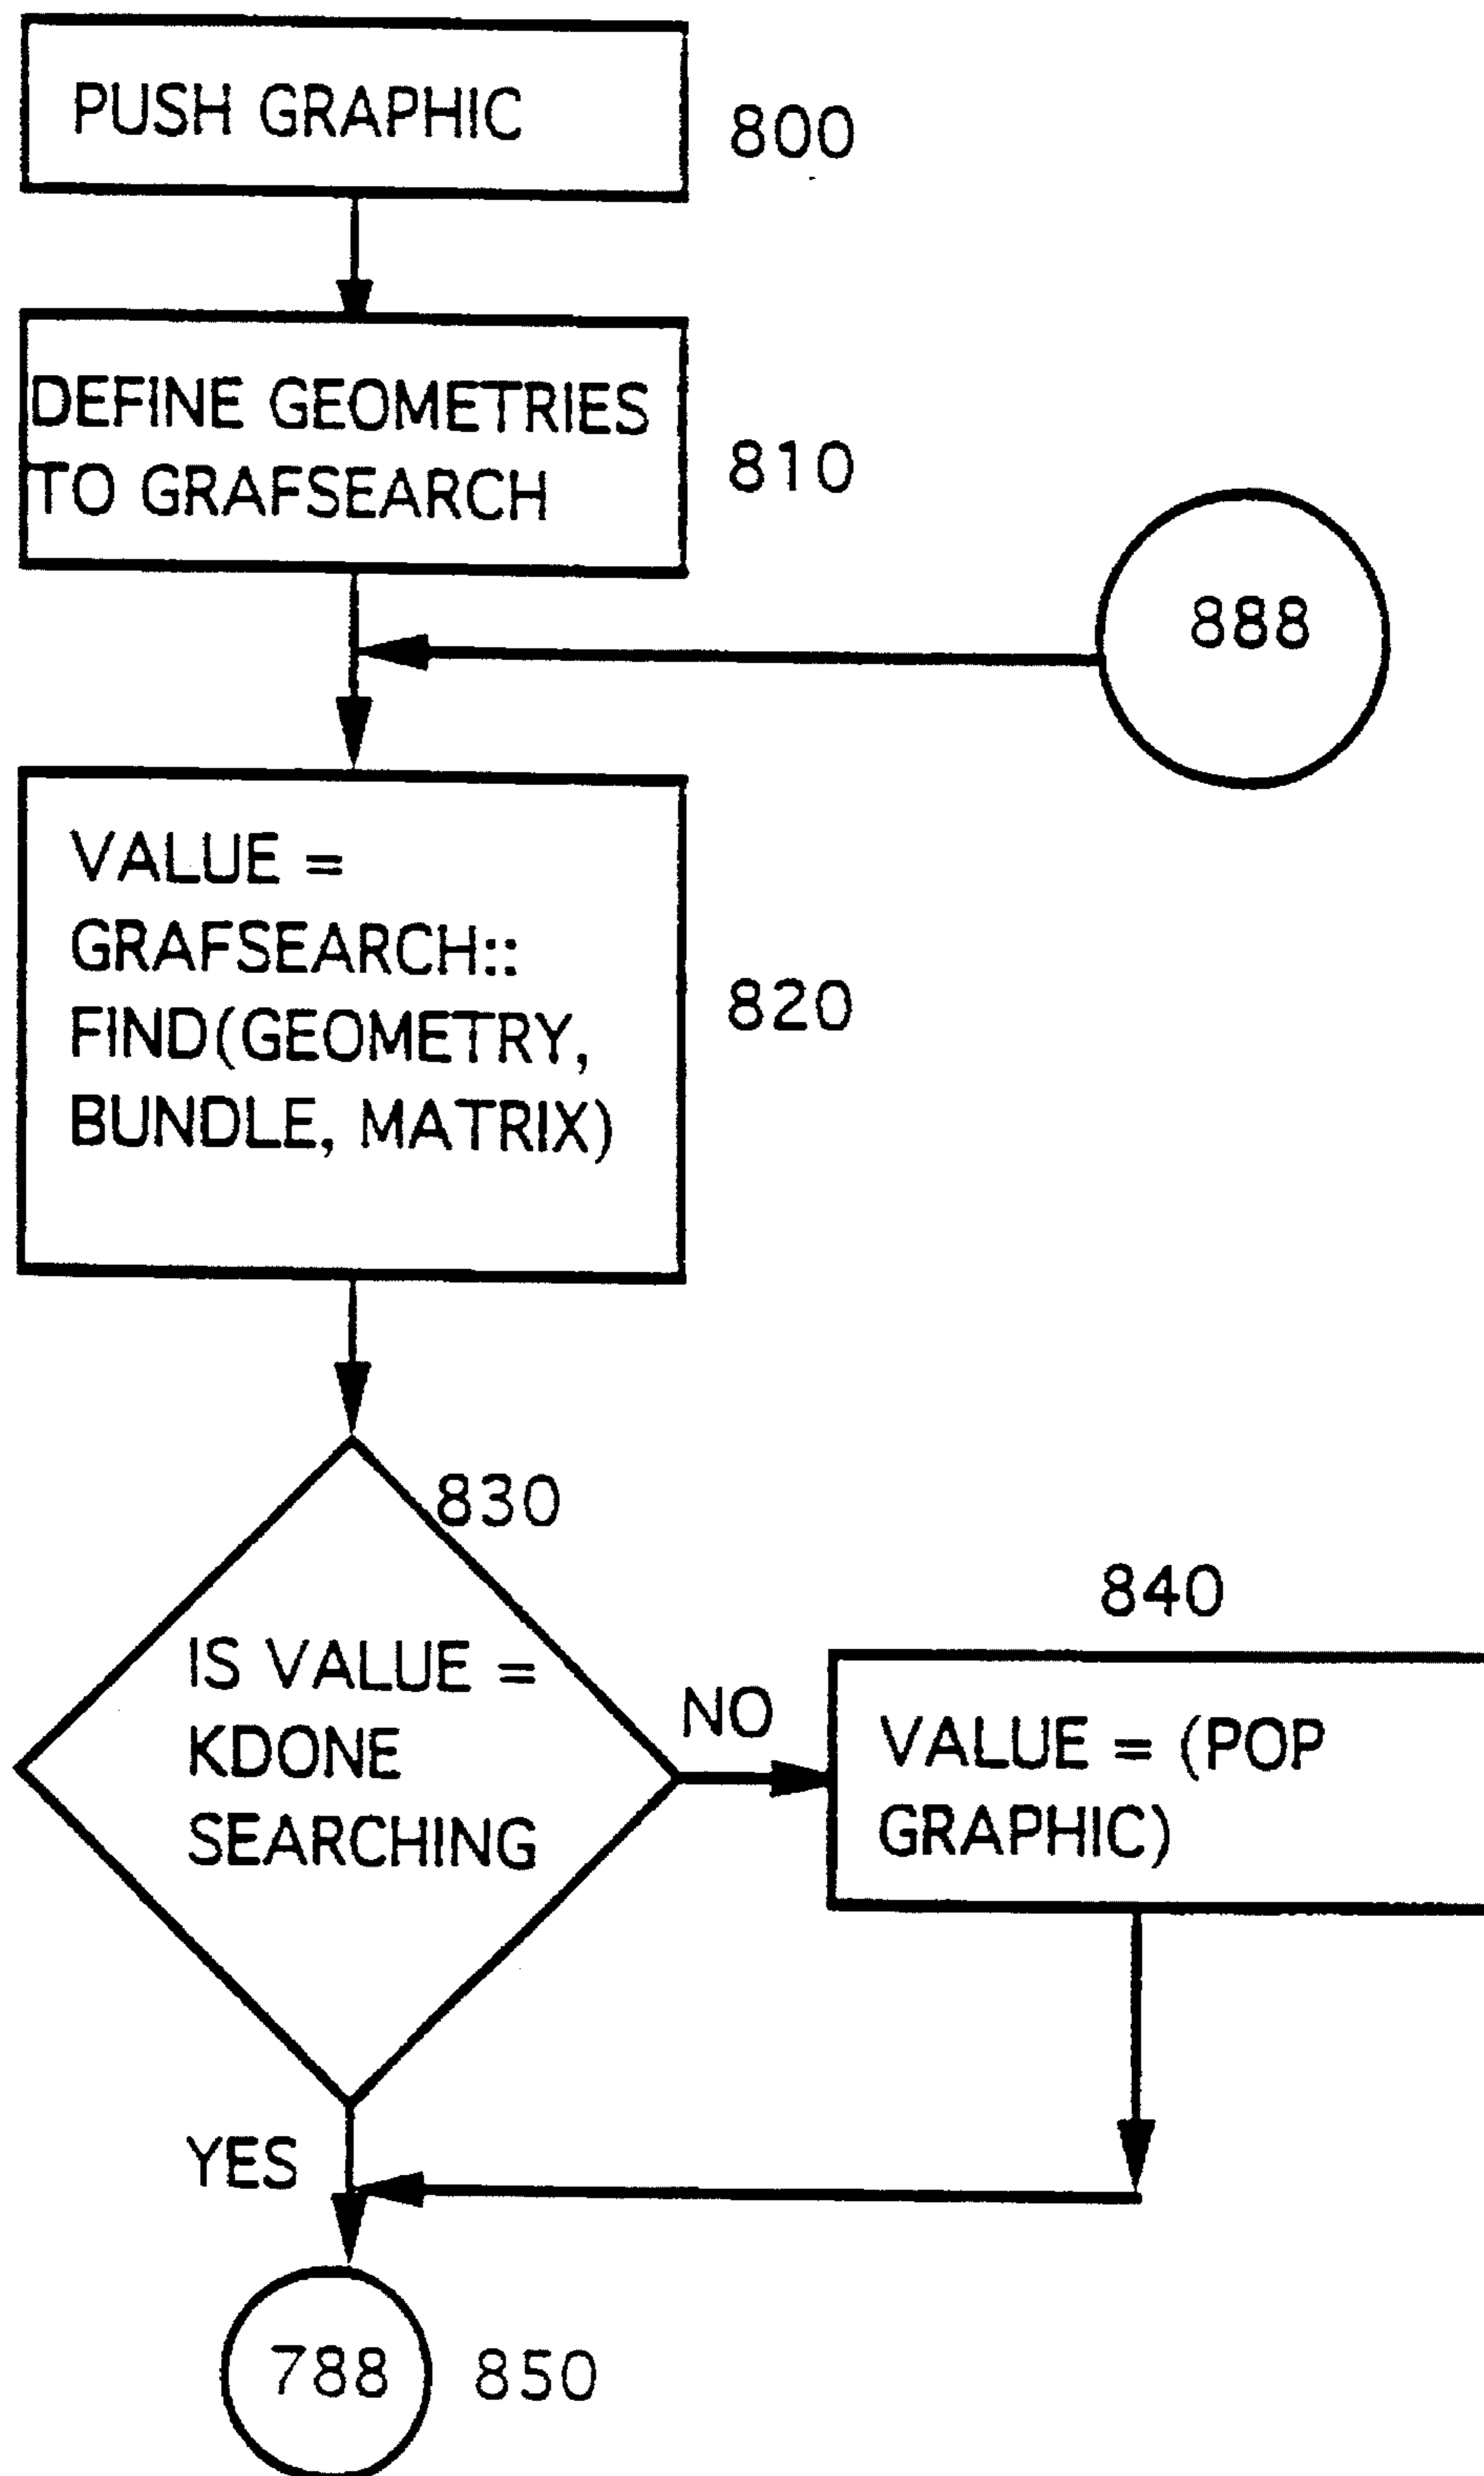 PUSH GRAPHIC
800
DEFINE GEOMETRIES
TO GRAFSEARCH
810
888
VALUE =
GRAFSEARCH::
FIND(GEOMETRY,
BUNDLE, MATRIX)
820
830
IS VALUE =
KDONE
SEARCHING
NO
840
VALUE = (POP
GRAPHIC)
YES
788
850